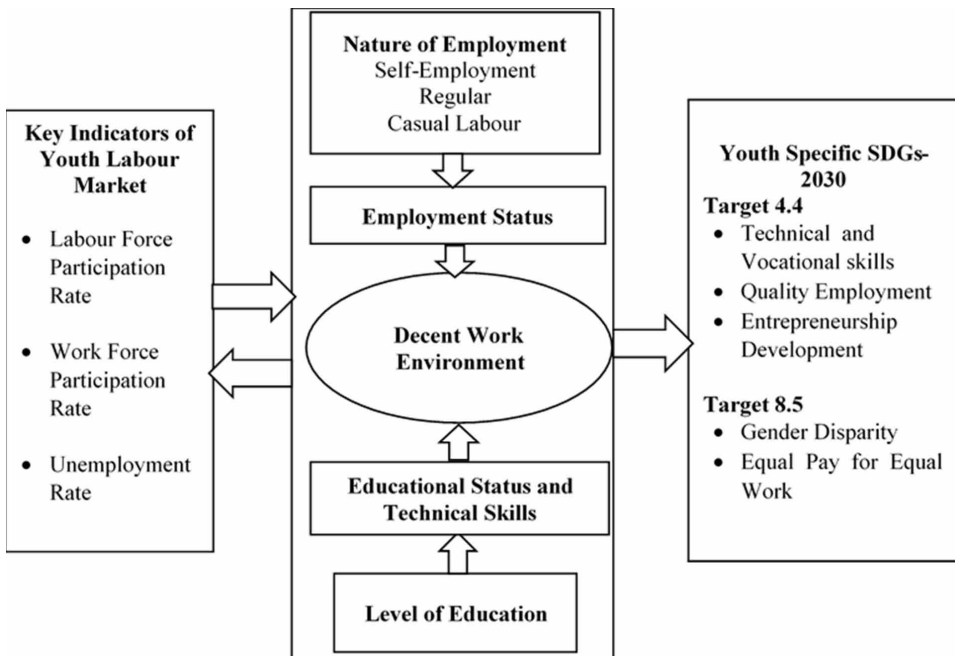 Nature of Employment
Self-Employment
Regular
Casual Labour
Key Indicators of
Youth Labour
Market
• Labour Force
Participation
Rate
• Work Force
Participation
Rate
• Unemployment
Rate
Employment Status
Decent Work
Environment
Educational Status and
Technical Skills
Level of Education
Youth Specific SDGs-
2030
Target 4.4
• Technical and
Vocational skills
• Quality Employment
• Entrepreneurship
Development
Target 8.5
• Gender Disparity
• Equal Pay for Equal
Work